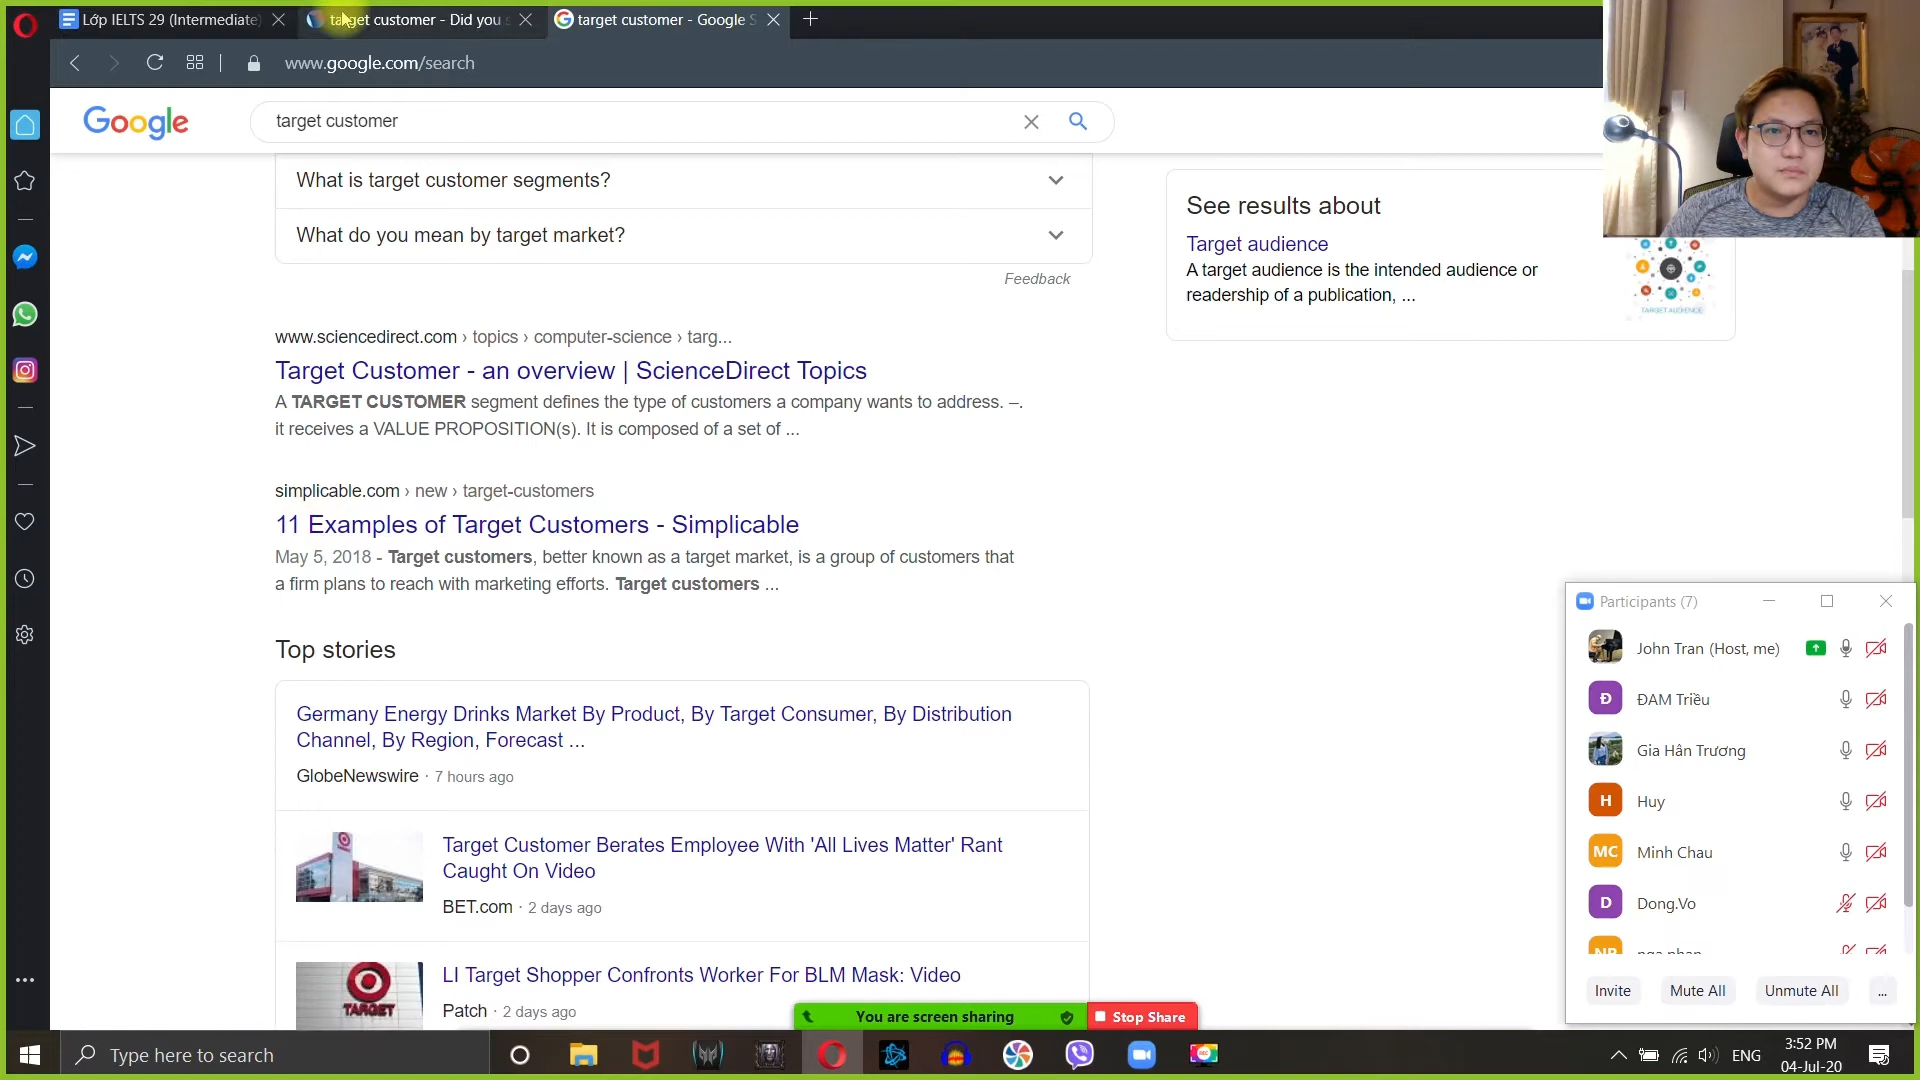 Lớp IELTS 29 (Intermediate)
target customer - Did you
target customer - Google S
www.google.com/search
Google
target customer
What is target customer segments?
What do you mean by target market?
Feedback
See results about
Target audience
A target audience is the intended audience or
readership of a publication, ...
TARGET AUDIENCE
www.sciencedirect.com › topics › computer-science › targ...
Target Customer - an overview | ScienceDirect Topics
A TARGET CUSTOMER segment defines the type of customers a company wants to address. –.
it receives a VALUE PROPOSITION(s). It is composed of a set of ...
simplicable.com › new › target-customers
11 Examples of Target Customers - Simplicable
May 5, 2018 - Target customers, better known as a target market, is a group of customers that
a firm plans to reach with marketing efforts. Target customers ...
Top stories
Germany Energy Drinks Market By Product, By Target Consumer, By Distribution
Channel, By Region, Forecast ...
GlobeNewswire · 7 hours ago
Target Customer Berates Employee With 'All Lives Matter' Rant
Caught On Video
BET.com · 2 days ago
LI Target Shopper Confronts Worker For BLM Mask: Video
Patch · 2 days ago
TARGET
Participants (7)
John Tran (Host, me)
Đ ĐAM Triều
Gia Hân Trương
H Huy
MC Minh Chau
D Dong.Vo
NP nga phan
Invite
Mute All
Unmute All
...
You are screen sharing
Stop Share
Type here to search
ENG
3:52 PM
04-Jul-20